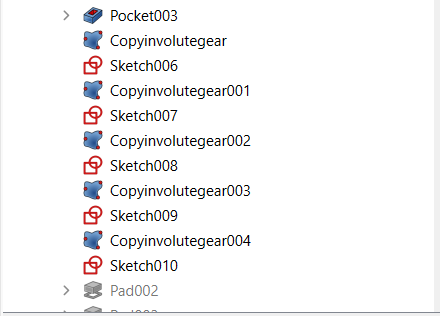 Pocket003
Copyinvolutegear
Sketch006
Copyinvolutegear001
Sketch007
Copyinvolutegear002
Sketch008
Copyinvolutegear003
Sketch009
Copyinvolutegear004
Sketch010
Pad002